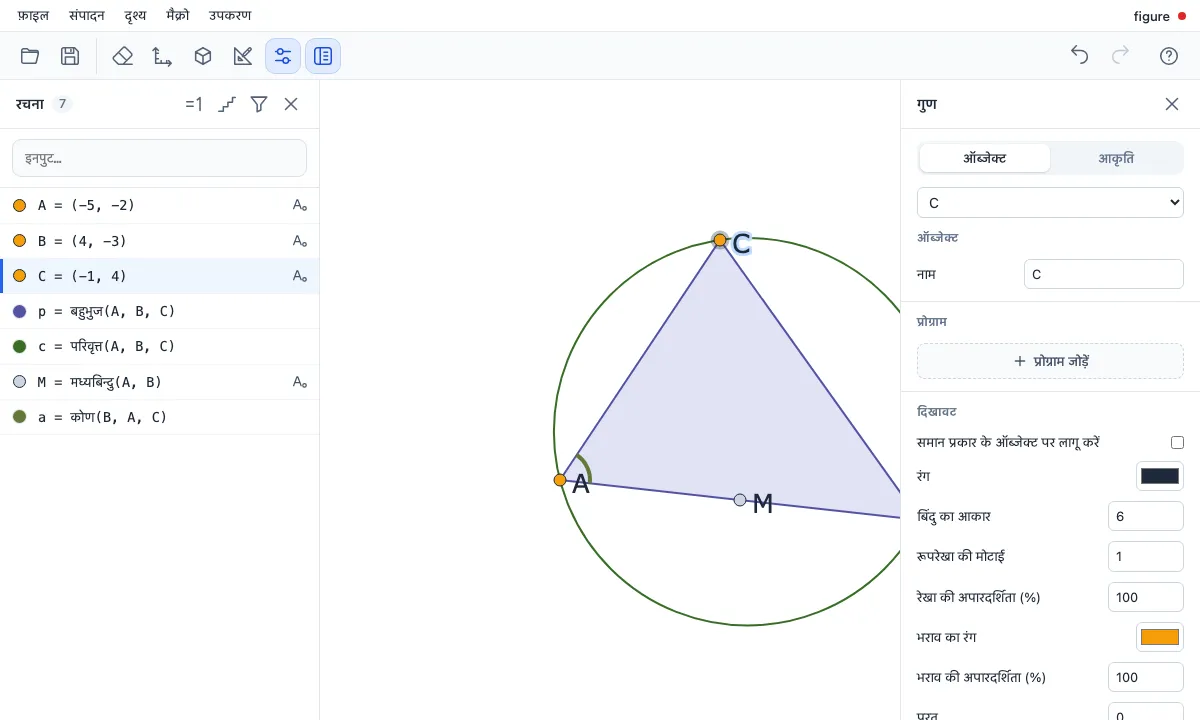 फ़ाइल संपादन दृश्य मैक्रो उपकरण
figure
रचना 7
=1
गुण
इनपुट...
ऑब्जेक्ट आकृति
A = (−5, −2)
B = (4, −3)
C = (−1, 4)
p = बहुभुज(A, B, C)
c = परिवृत्त(A, B, C)
M = मध्यबिन्दु(A, B)
a = कोण(B, A, C)
C
A
M
C
ऑब्जेक्ट
नाम C
प्रोग्राम
+ प्रोग्राम जोड़ें
दिखावट
समान प्रकार के ऑब्जेक्ट पर लागू करें
रंग
बिंदु का आकार 6
रूपरेखा की मोटाई 1
रेखा की अपारदर्शिता (%) 100
भराव का रंग
भराव की अपारदर्शिता (%) 100
परत 0